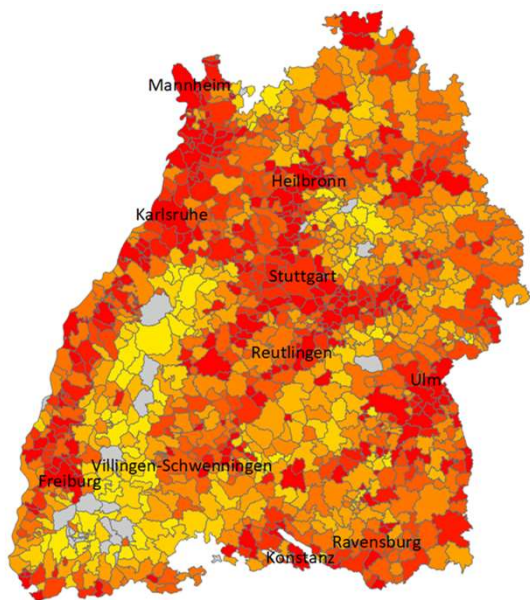 Mannheim
Heilbronn
Karlsruhe
Stuttgart
Reutlingen
Ulm
Villingen-Schwenningen
Freiburg
Ravensburg
Konstanz